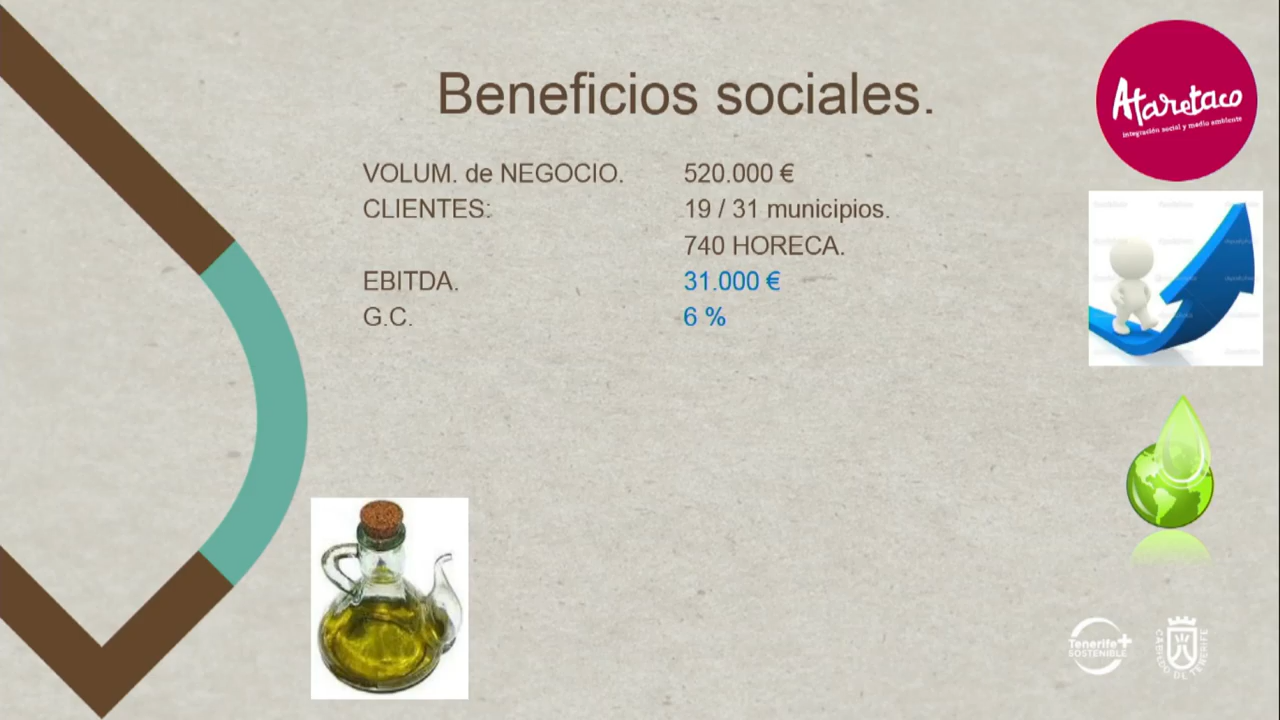 Beneficios sociales.
VOLUM. de NEGOCIO. 520.000 €
CLIENTES: 19 / 31 municipios.
740 HORECA.
EBITDA. 31.000 €
G.C. 6 %
Ataretaco
integración social y medio ambiente
Tenerife+
SOSTENIBLE
CABILDO DE TENERIFE